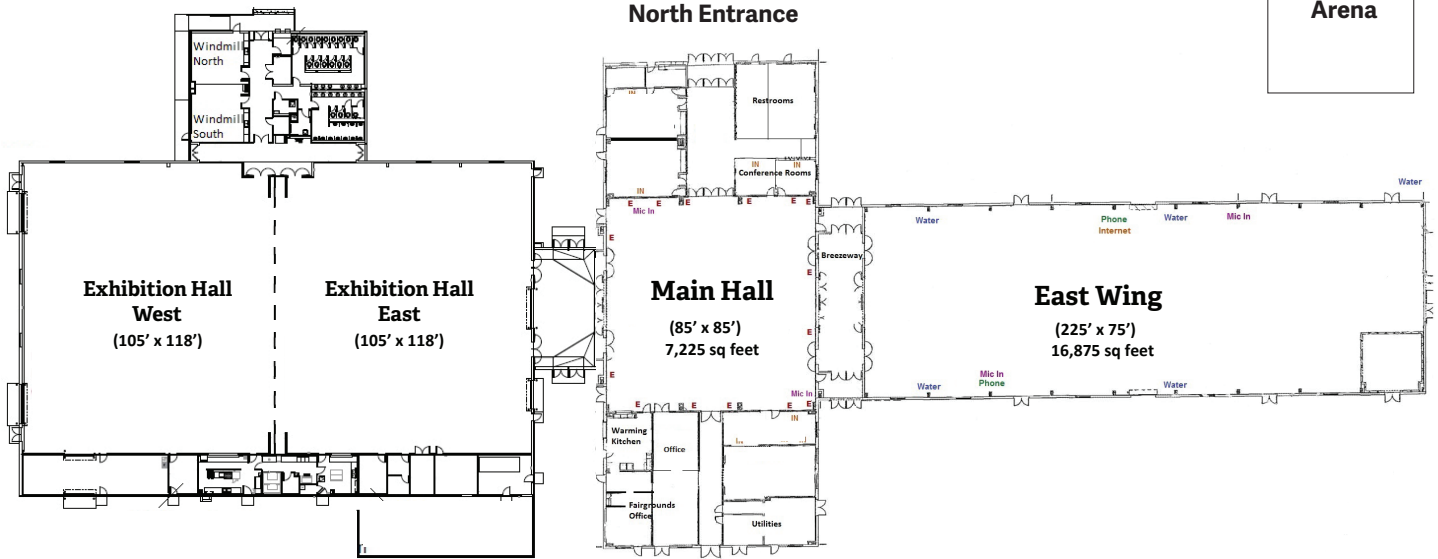 North Entrance
Arena
Windmill
North
Windmill
South
Restrooms
IN
IN
IN
Conference Rooms
IN
E
E
E
E
E
E
Mic In
Water
Water
Phone
Internet
Water
Mic In
E
Breezeway
E
Exhibition Hall
West
(105’ x 118’)
Exhibition Hall
East
(105’ x 118’)
Main Hall
(85’ x 85’)
7,225 sq feet
East Wing
(225’ x 75’)
16,875 sq feet
E
E
Mic In
Phone
Water
Water
Mic In
E
E
E
E
E
IN
Warming
Kitchen
Office
Fairgrounds
Office
Utilities